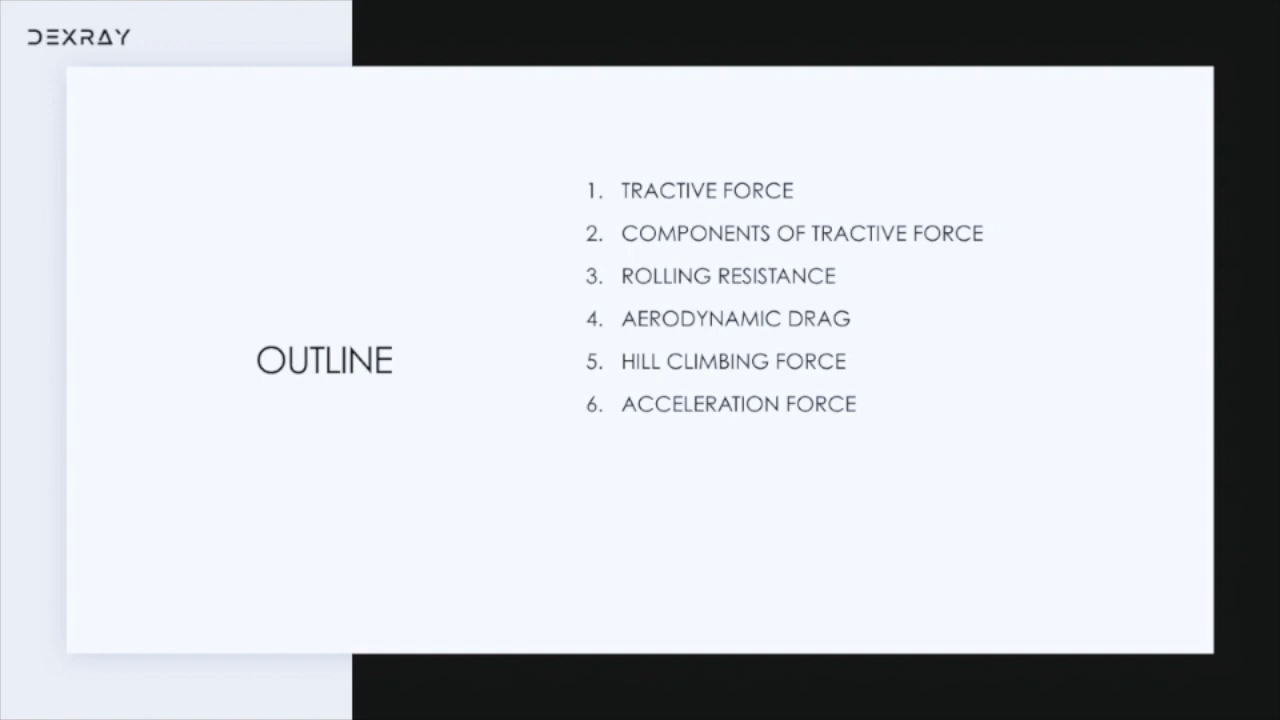 DEXRAY
OUTLINE
1. TRACTIVE FORCE
2. COMPONENTS OF TRACTIVE FORCE
3. ROLLING RESISTANCE
4. AERODYNAMIC DRAG
5. HILL CLIMBING FORCE
6. ACCELERATION FORCE